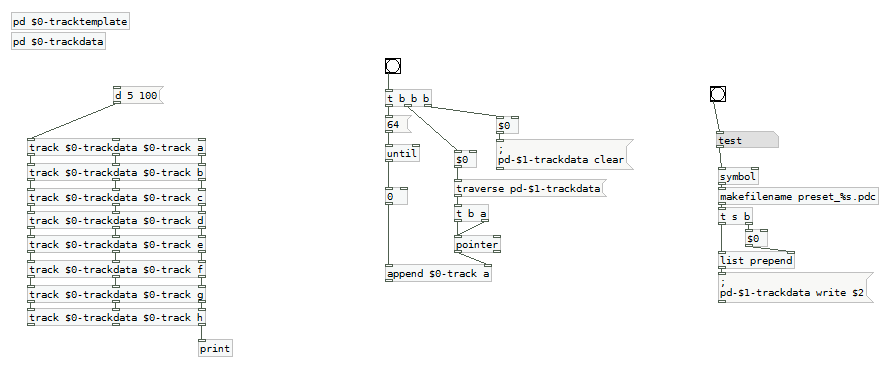 pd $0-tracktemplate
pd $0-trackdata
d 5 100
track $0-trackdata $0-track a
track $0-trackdata $0-track b
track $0-trackdata $0-track c
track $0-trackdata $0-track d
track $0-trackdata $0-track e
track $0-trackdata $0-track f
track $0-trackdata $0-track g
track $0-trackdata $0-track h
print
t b b b
64
until
0
$0
;
pd-$1-trackdata clear
$0
traverse pd-$1-trackdata
t b a
pointer
append $0-track a
test
symbol
makefilename preset_%s.pdc
t s b
$0
list prepend
;
pd-$1-trackdata write $2